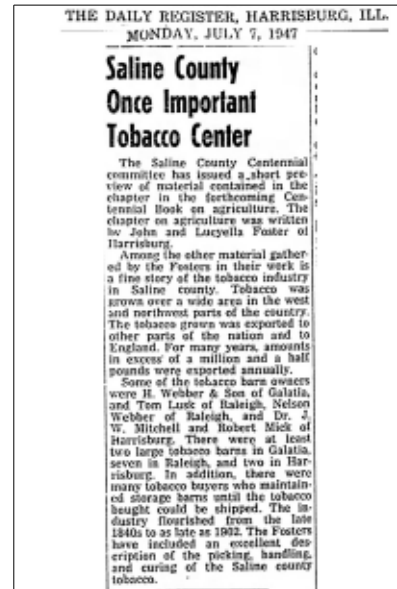 THE DAILY REGISTER, HARRISBURG, ILL.
MONDAY, JULY 7, 1947
Saline County
Once Important
Tobacco Center
The Saline County Centennial
committee has issued a short pre-
view of material contained in the
chapter in the forthcoming Cen-
tennial Book on agriculture. The
chapter on agriculture was written
by John and Lucyella Foster of
Harrisburg.
Among the other material gather-
ed by the Fosters in their work is
a fine story of the tobacco industry
in Saline county. Tobacco was
grown over a wide area in the west
and northwest parts of the country.
The tobacco grown was exported to
other parts of the nation and to
England. For many years, amounts
in excess of a million and a half
pounds were exported annually.
Some of the tobacco barn owners
were H. Webber & Son of Galatia,
and Tom Lusk of Raleigh, Nelson
Webber of Raleigh, and Dr. J.
W. Mitchell and Robert Mick of
Harrisburg. There were at least
two large tobacco barns in Galatia,
seven in Raleigh, and two in Har-
risburg. In addition, there were
many tobacco buyers who maintain-
ed storage barns until the tobacco
bought could be shipped. The in-
dustry flourished from the late
1840s to as late as 1902. The Fosters
have included an excellent des-
cription of the picking, handling,
and curing of the Saline county
tobacco.